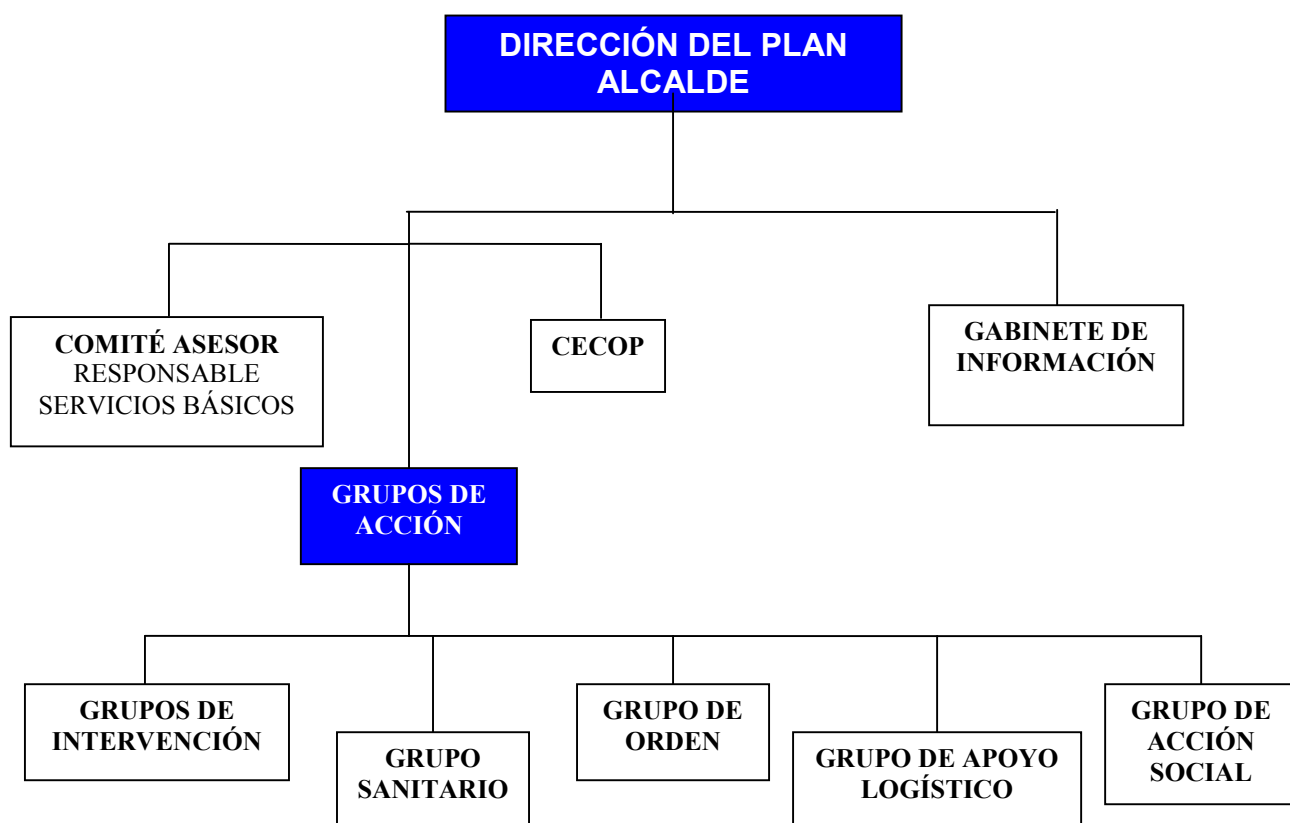 DIRECCIÓN DEL PLAN
ALCALDE
COMITÉ ASESOR
RESPONSABLE
SERVICIOS BÁSICOS
CECOP
GABINETE DE
INFORMACIÓN
GRUPOS DE
ACCIÓN
GRUPOS DE
INTERVENCIÓN
GRUPO
SANITARIO
GRUPO DE
ORDEN
GRUPO DE APOYO
LOGÍSTICO
GRUPO DE
ACCIÓN
SOCIAL